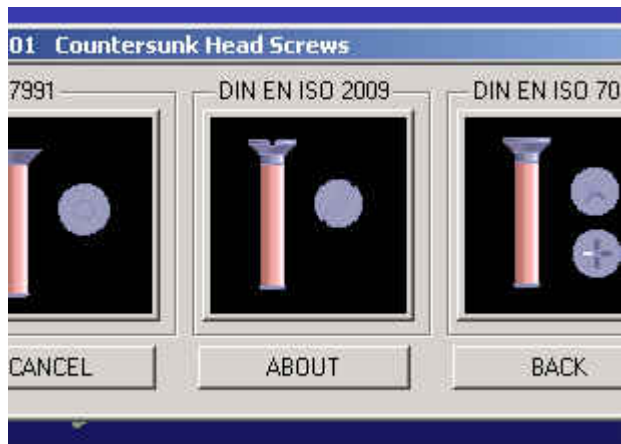 01 Countersunk Head Screws
7991
DIN EN ISO 2009
DIN EN ISO 70
CANCEL
ABOUT
BACK